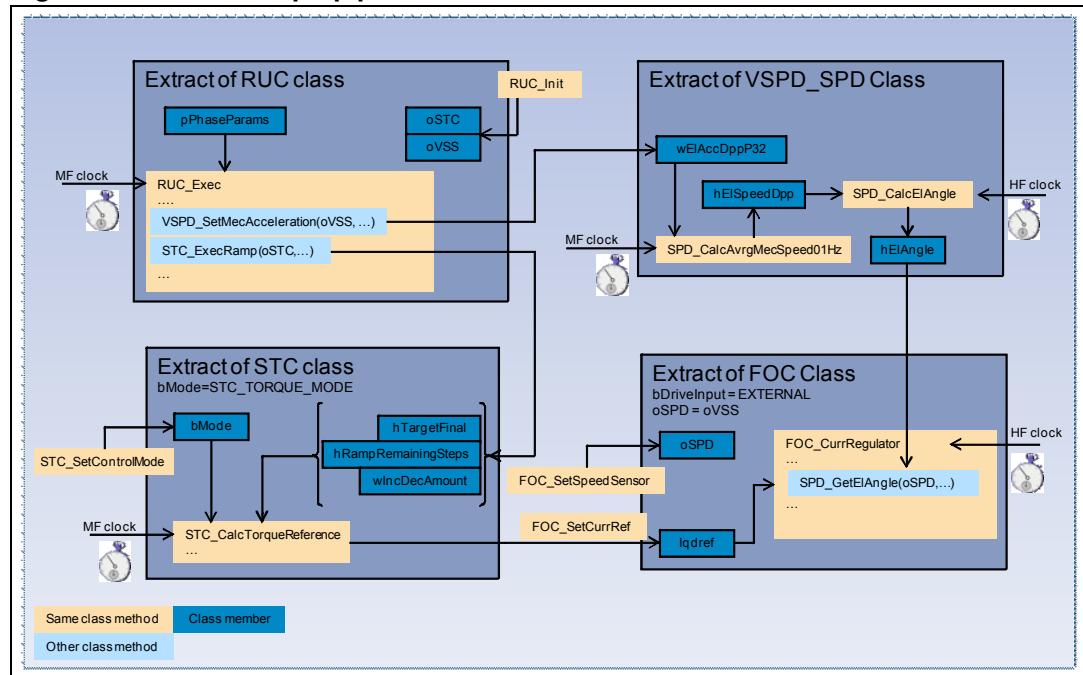 Extract of RUC class
RUC_Init
pPhaseParams
oSTC
oVSS
MF clock
RUC_Exec
....
VSPD_SetMecAcceleration(oVSS, …)
STC_ExecRamp(oSTC,…)
…
Extract of VSPD_SPD Class
wElAccDppP32
hElSpeedDpp
SPD_CalcElAngle
HF clock
MF clock
SPD_CalcAvrgMecSpeed01Hz
hElAngle
Extract of STC class
bMode=STC_TORQUE_MODE
bMode
hTargetFinal
hRampRemainingSteps
wIncDecAmount
STC_SetControlMode
MF clock
STC_CalcTorqueReference
…
Extract of FOC Class
bDriveInput = EXTERNAL
oSPD = oVSS
oSPD
FOC_CurrRegulator
…
SPD_GetElAngle(oSPD,…)
…
HF clock
FOC_SetSpeedSensor
FOC_SetCurrRef
Iqdref
Same class method
Class member
Other class method